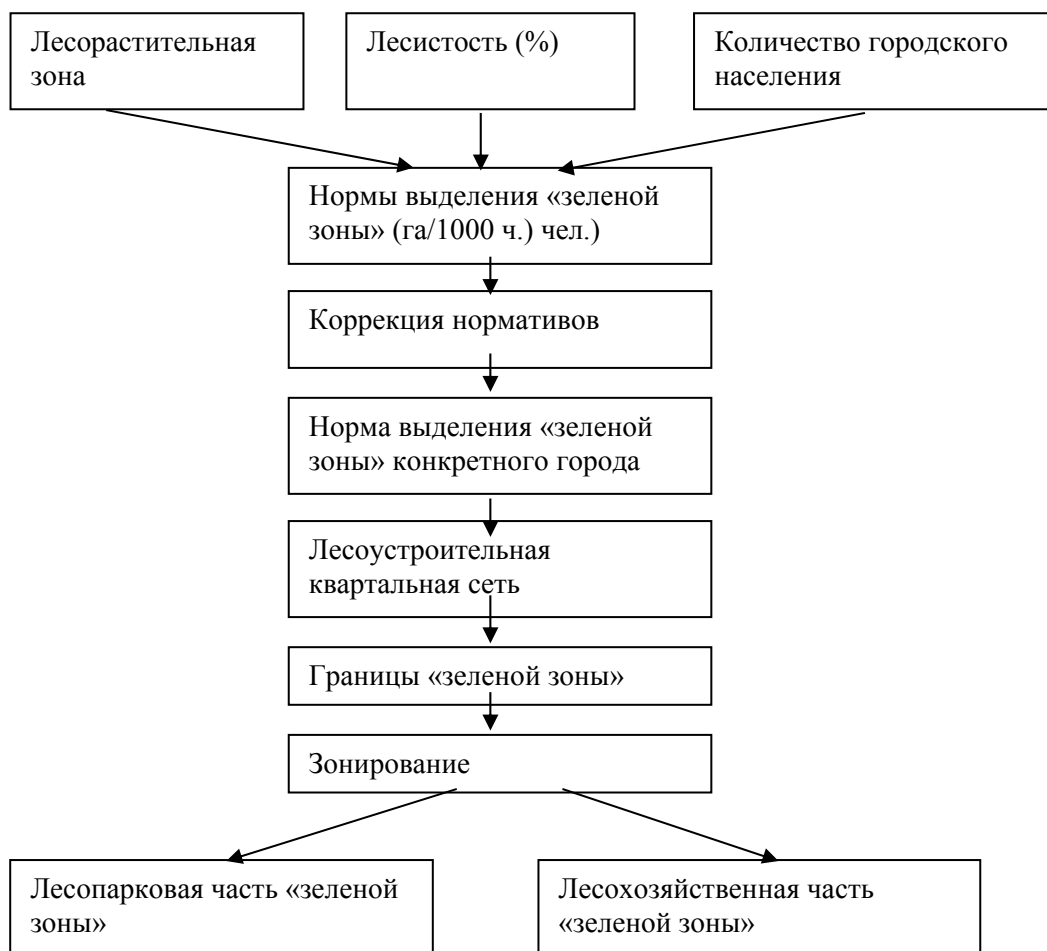 Лесорастительная
зона
Лесистость (%)
Количество городского
населения
Нормы выделения «зеленой
зоны» (га/1000 ч.) чел.)
Коррекция нормативов
Норма выделения «зеленой
зоны» конкретного города
Лесоустроительная
квартальная сеть
Границы «зеленой зоны»
Зонирование
Лесопарковая часть «зеленой
зоны»
Лесохозяйственная часть
«зеленой зоны»